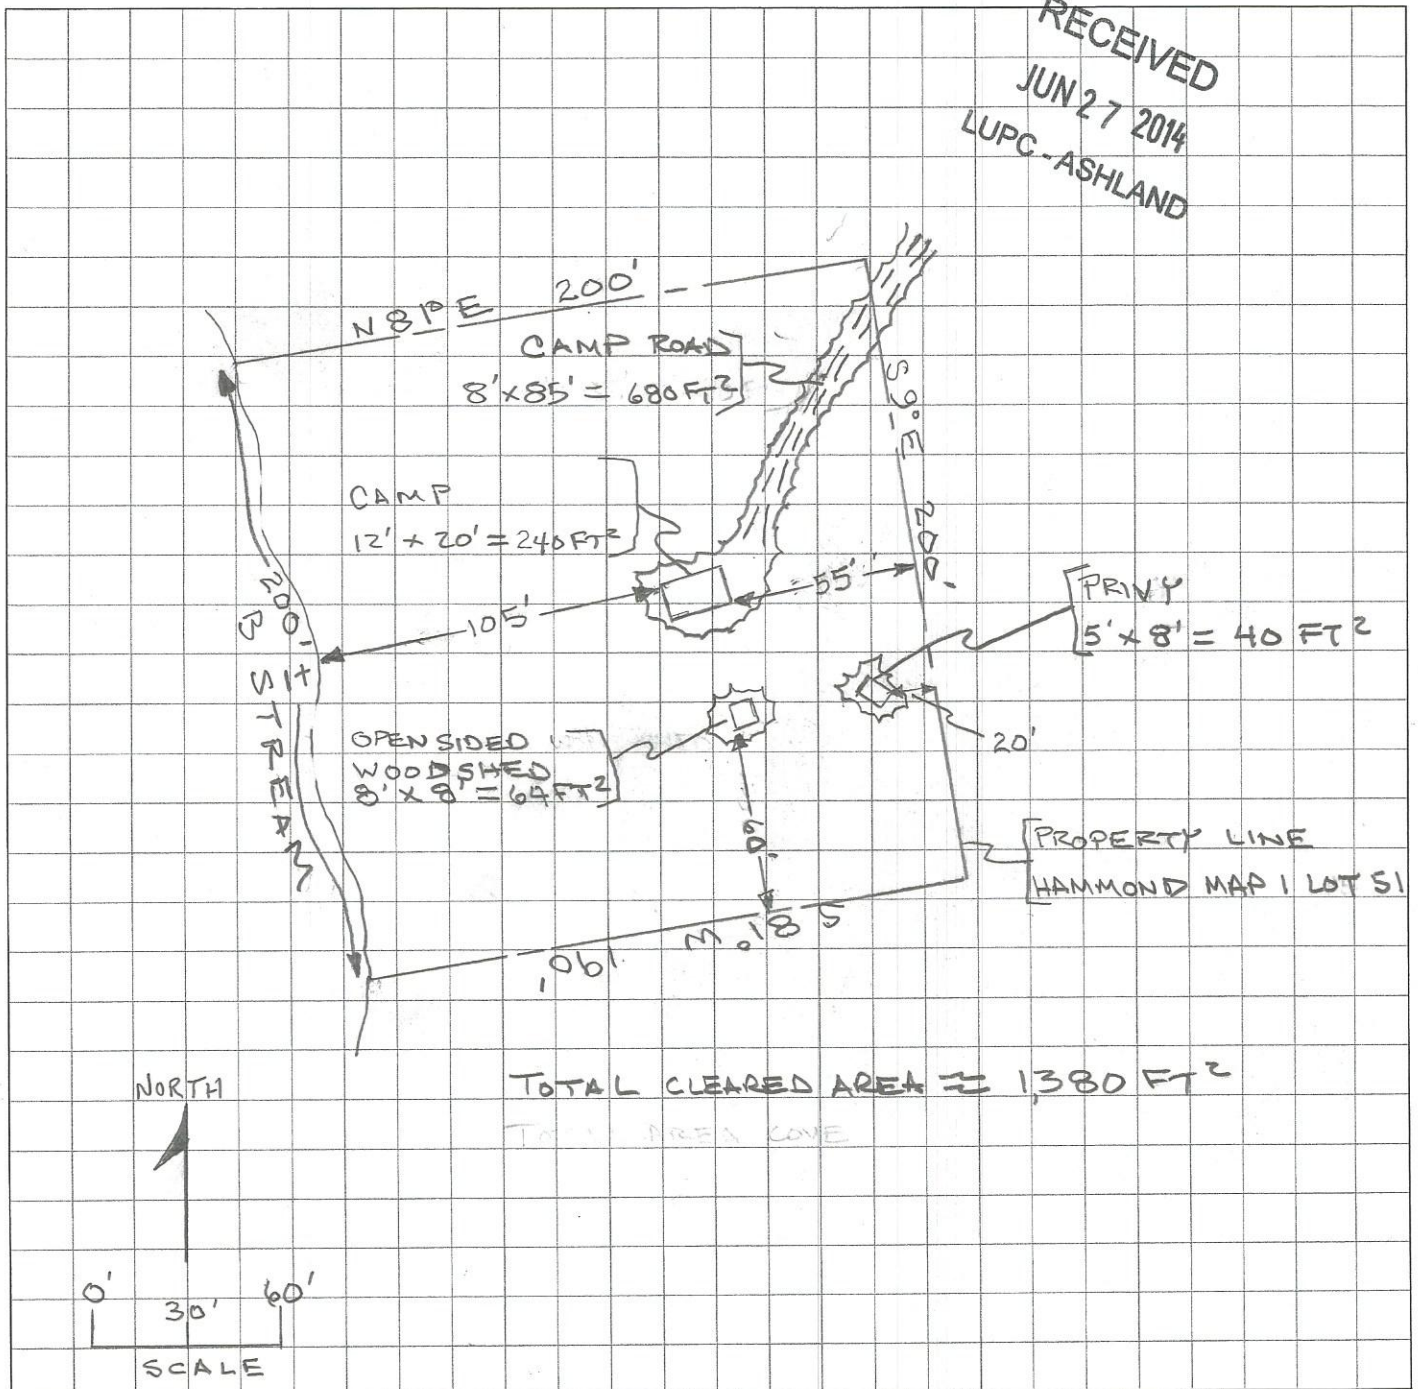 RECEIVED
JUN 27 2014
LUPC - ASHLAND
N 81° E 200'
CAMP ROAD
8' x 85' = 680 FT²
S 9° E 200'
CAMP
12' x 20' = 240 FT²
105'
55'
PRIVY
5' x 8' = 40 FT²
200' ±
B STREAM
OPEN SIDED
WOODSHED
8' x 8' = 64 FT²
20'
60'
PROPERTY LINE
HAMMOND MAP 1 LOT 51
S 81° W 190'
TOTAL CLEARED AREA ≈ 1,380 FT²
NORTH
0' 30' 60'
SCALE